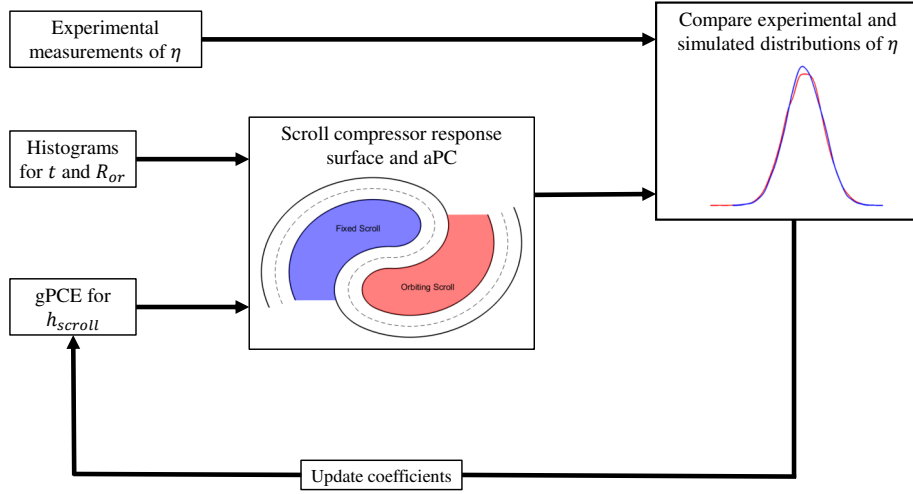 Experimental
measurements of η
Compare experimental and
simulated distributions of η
Histograms
for t and R_or
Scroll compressor response
surface and aPC
Fixed Scroll
Orbiting Scroll
gPCE for
h_scroll
Update coefficients